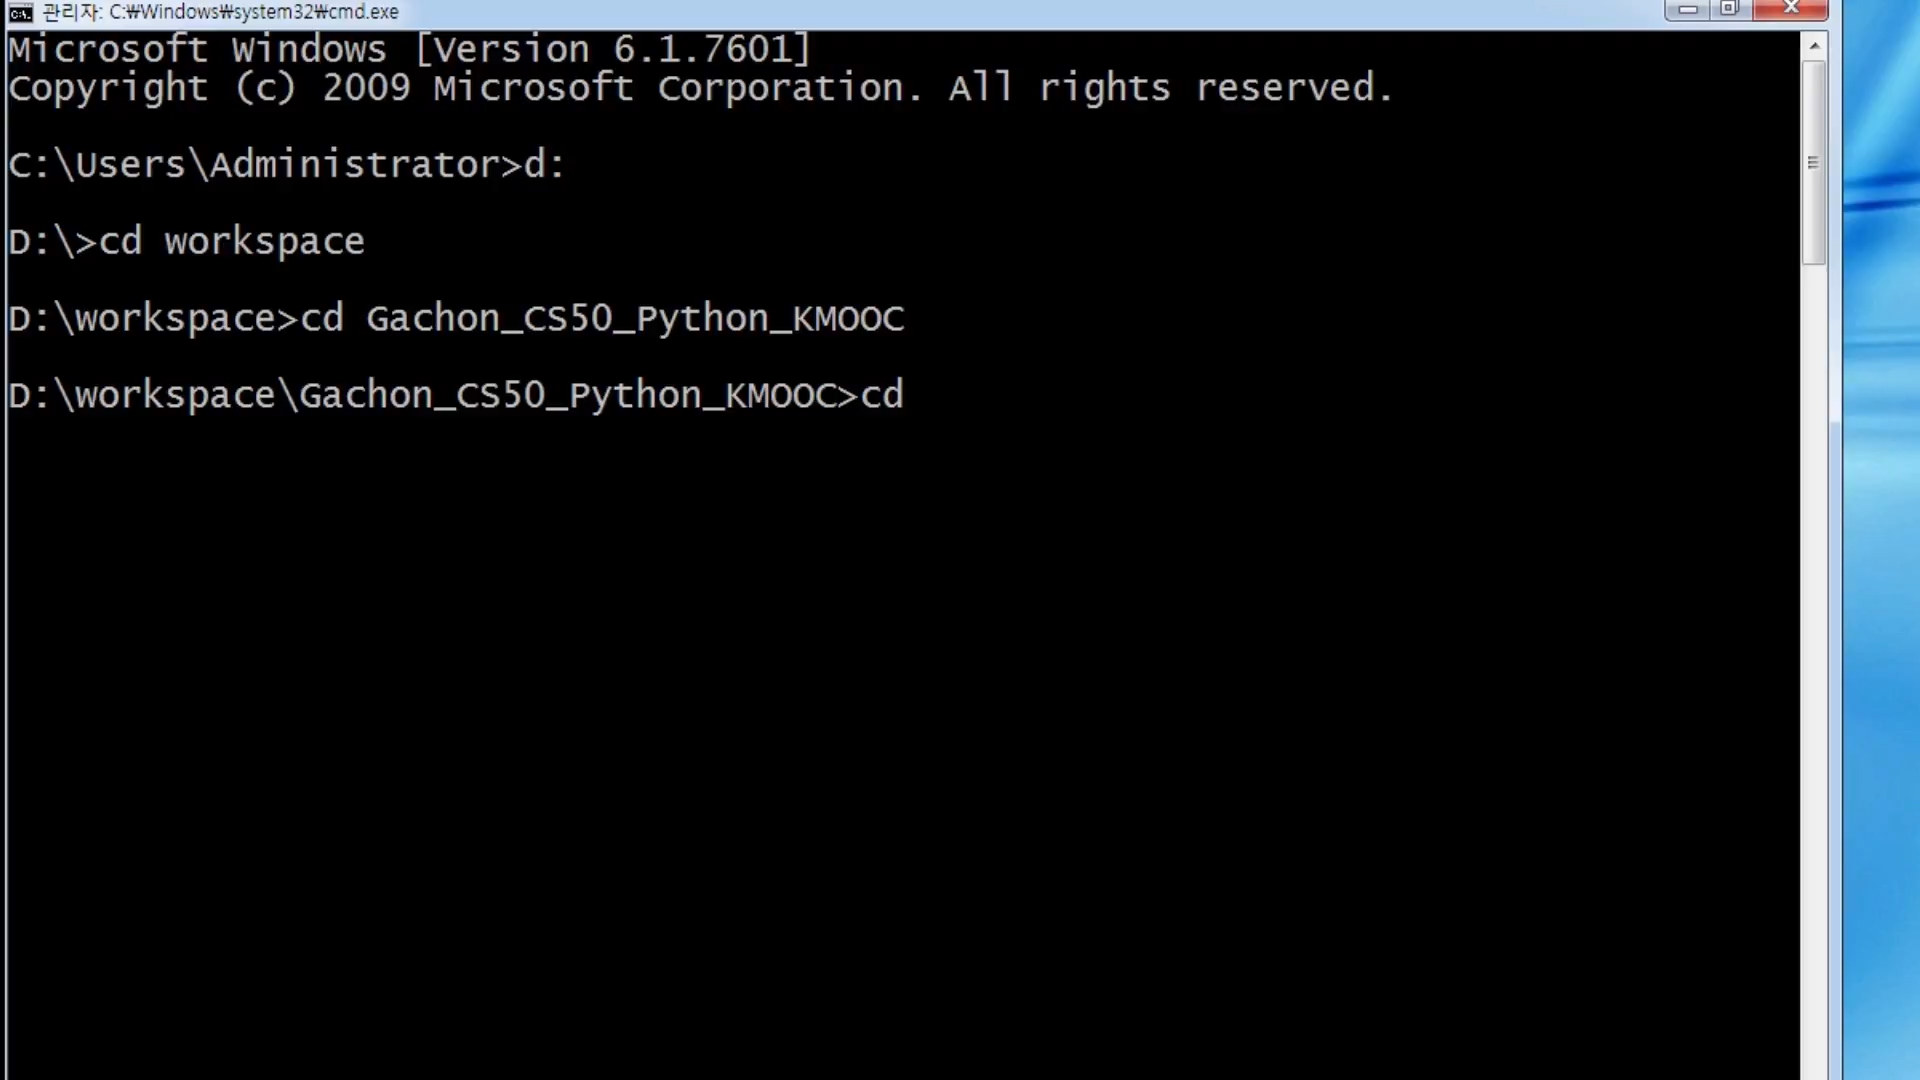 관리자: C:₩Windows₩system32₩cmd.exe
Microsoft Windows [Version 6.1.7601]
Copyright (c) 2009 Microsoft Corporation. All rights reserved.
C:\Users\Administrator>d:
D:\>cd workspace
D:\workspace>cd Gachon_CS50_Python_KMOOC
D:\workspace\Gachon_CS50_Python_KMOOC>cd